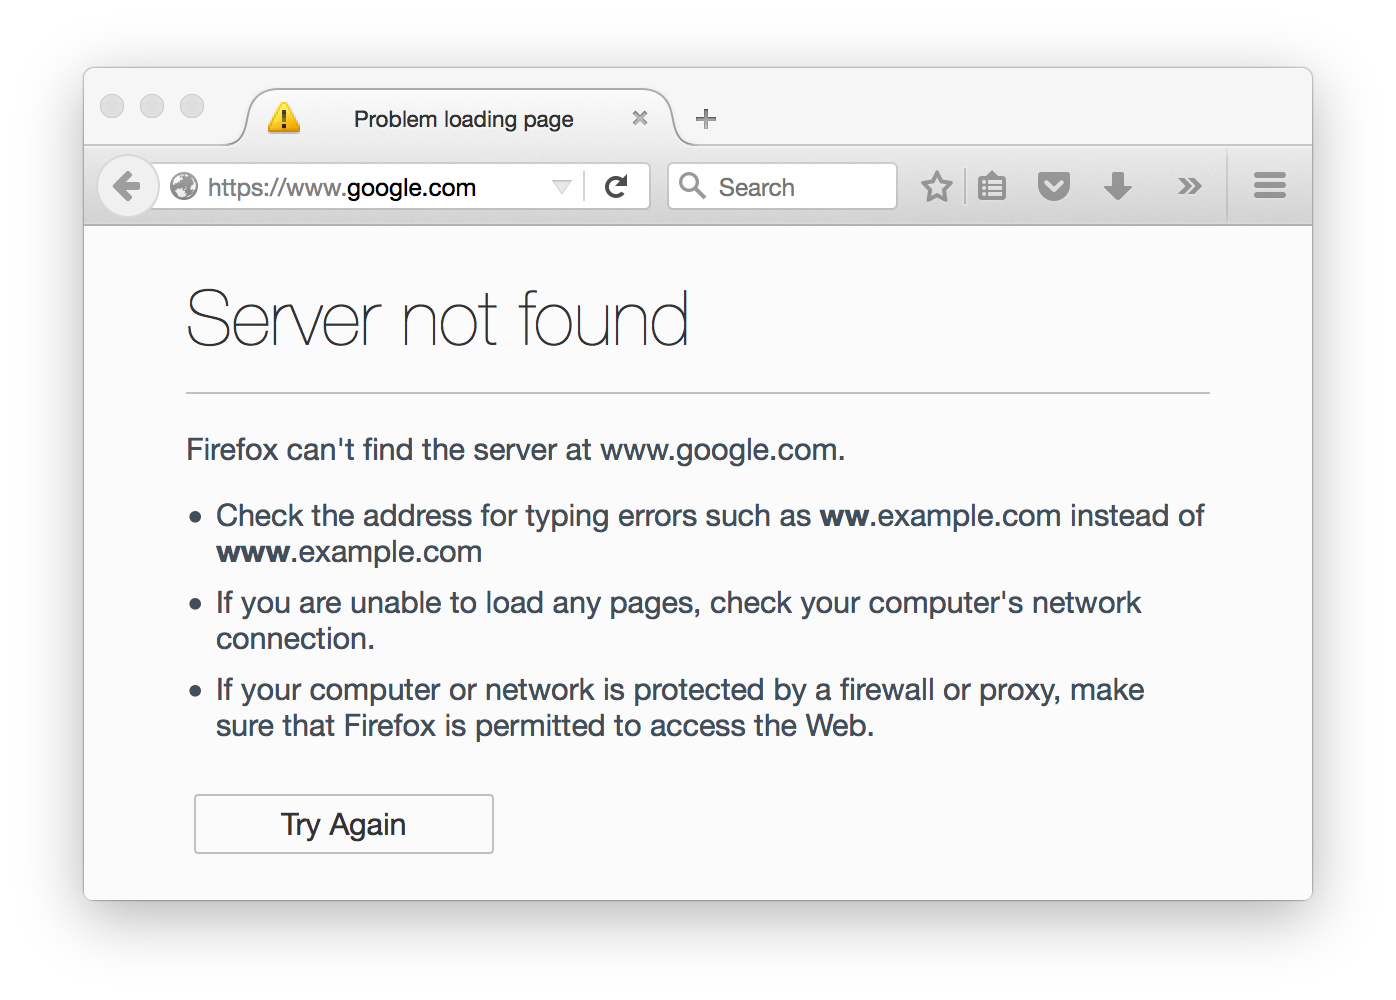 Problem loading page
https://www.google.com
Search
Server not found
Firefox can't find the server at www.google.com.
• Check the address for typing errors such as ww.example.com instead of
www.example.com
• If you are unable to load any pages, check your computer's network
connection.
• If your computer or network is protected by a firewall or proxy, make
sure that Firefox is permitted to access the Web.
Try Again